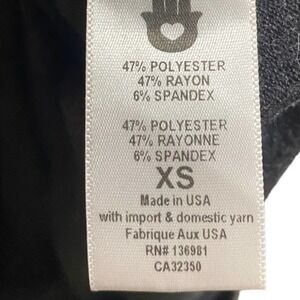 47% POLYESTER
47% RAYON
6% SPANDEX
47% POLYESTER
47% RAYONNE
6% SPANDEX
XS
Made in USA
with import & domestic yarn
Fabrique Aux USA
RN# 136981
CA32350